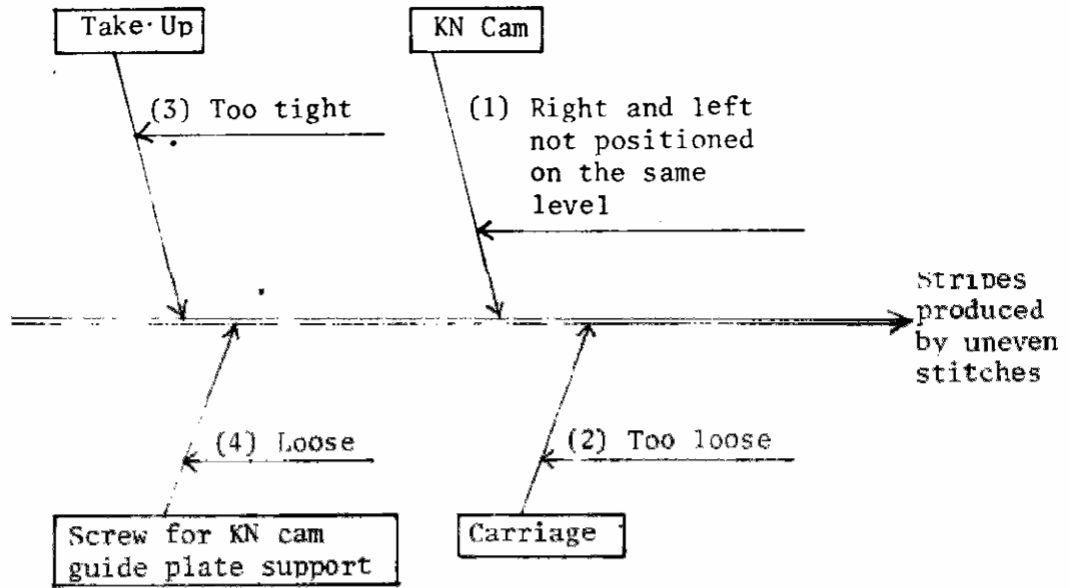 Take·Up
KN Cam
(3) Too tight
(1) Right and left
not positioned
on the same
level
Stripes
produced
by uneven
stitches
(4) Loose
(2) Too loose
Screw for KN cam
guide plate support
Carriage